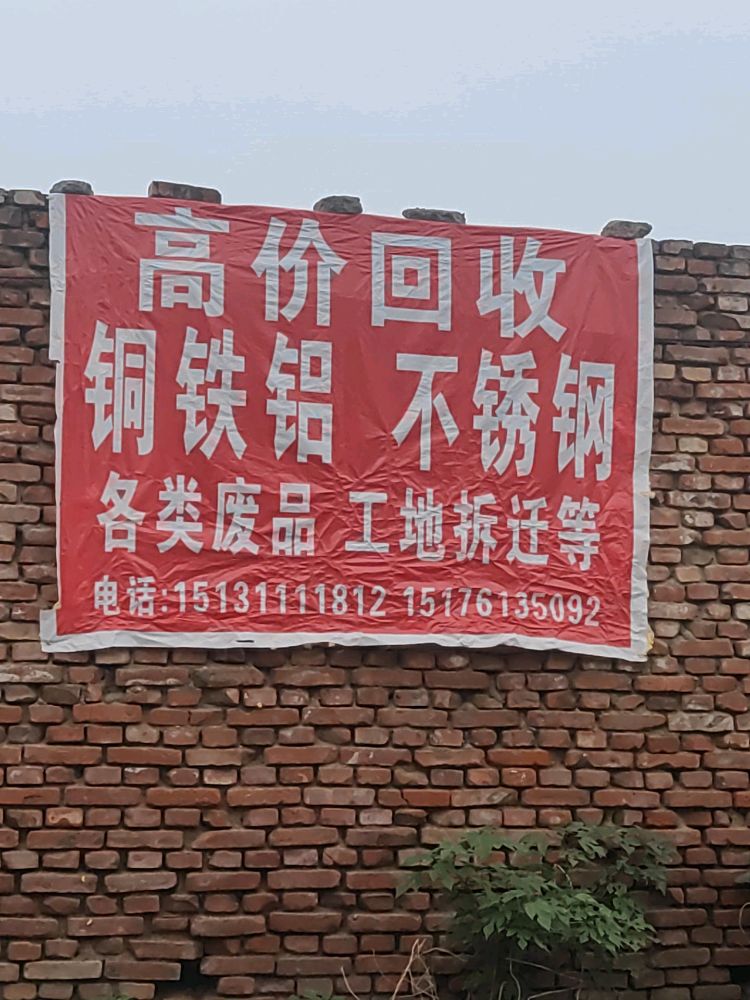 高价回收
铜铁铝 不锈钢
各类废品 工地拆迁等
电话:15131111812 15176135092